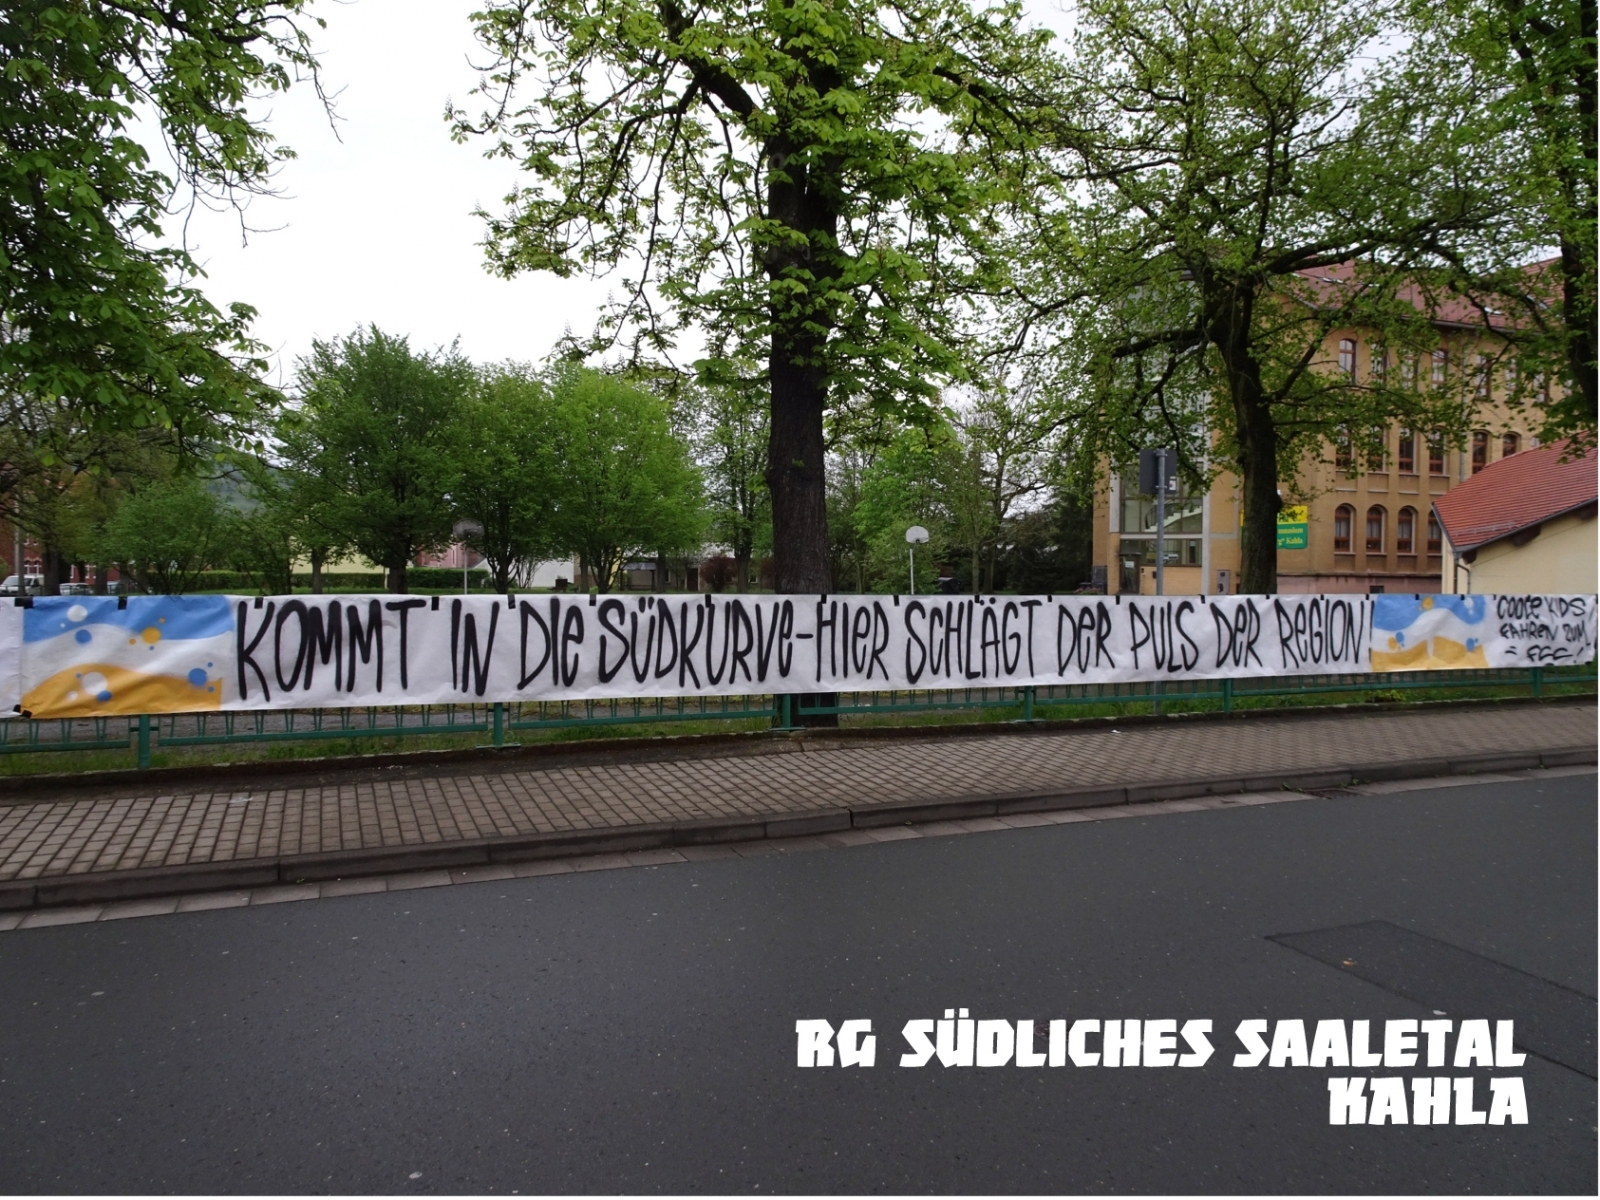 KOMMT IN DIE SÜDKURVE-HIER SCHLÄGT DER PULS DER REGION!
COOLE KIDS
FAHREN ZUM
FCC!
Kahla
RG SÜDLICHES SAALETAL
KAHLA